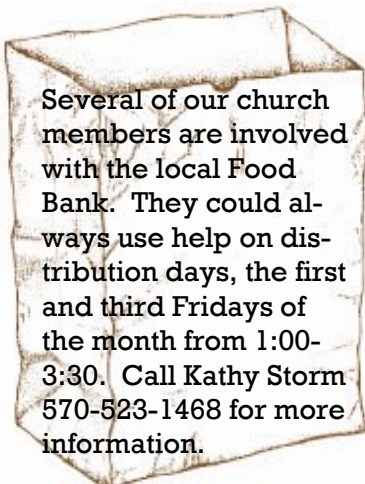 Several of our church
members are involved
with the local Food
Bank.  They could al-
ways use help on dis-
tribution days, the first
and third Fridays of
the month from 1:00-
3:30.  Call Kathy Storm
570-523-1468 for more
information.